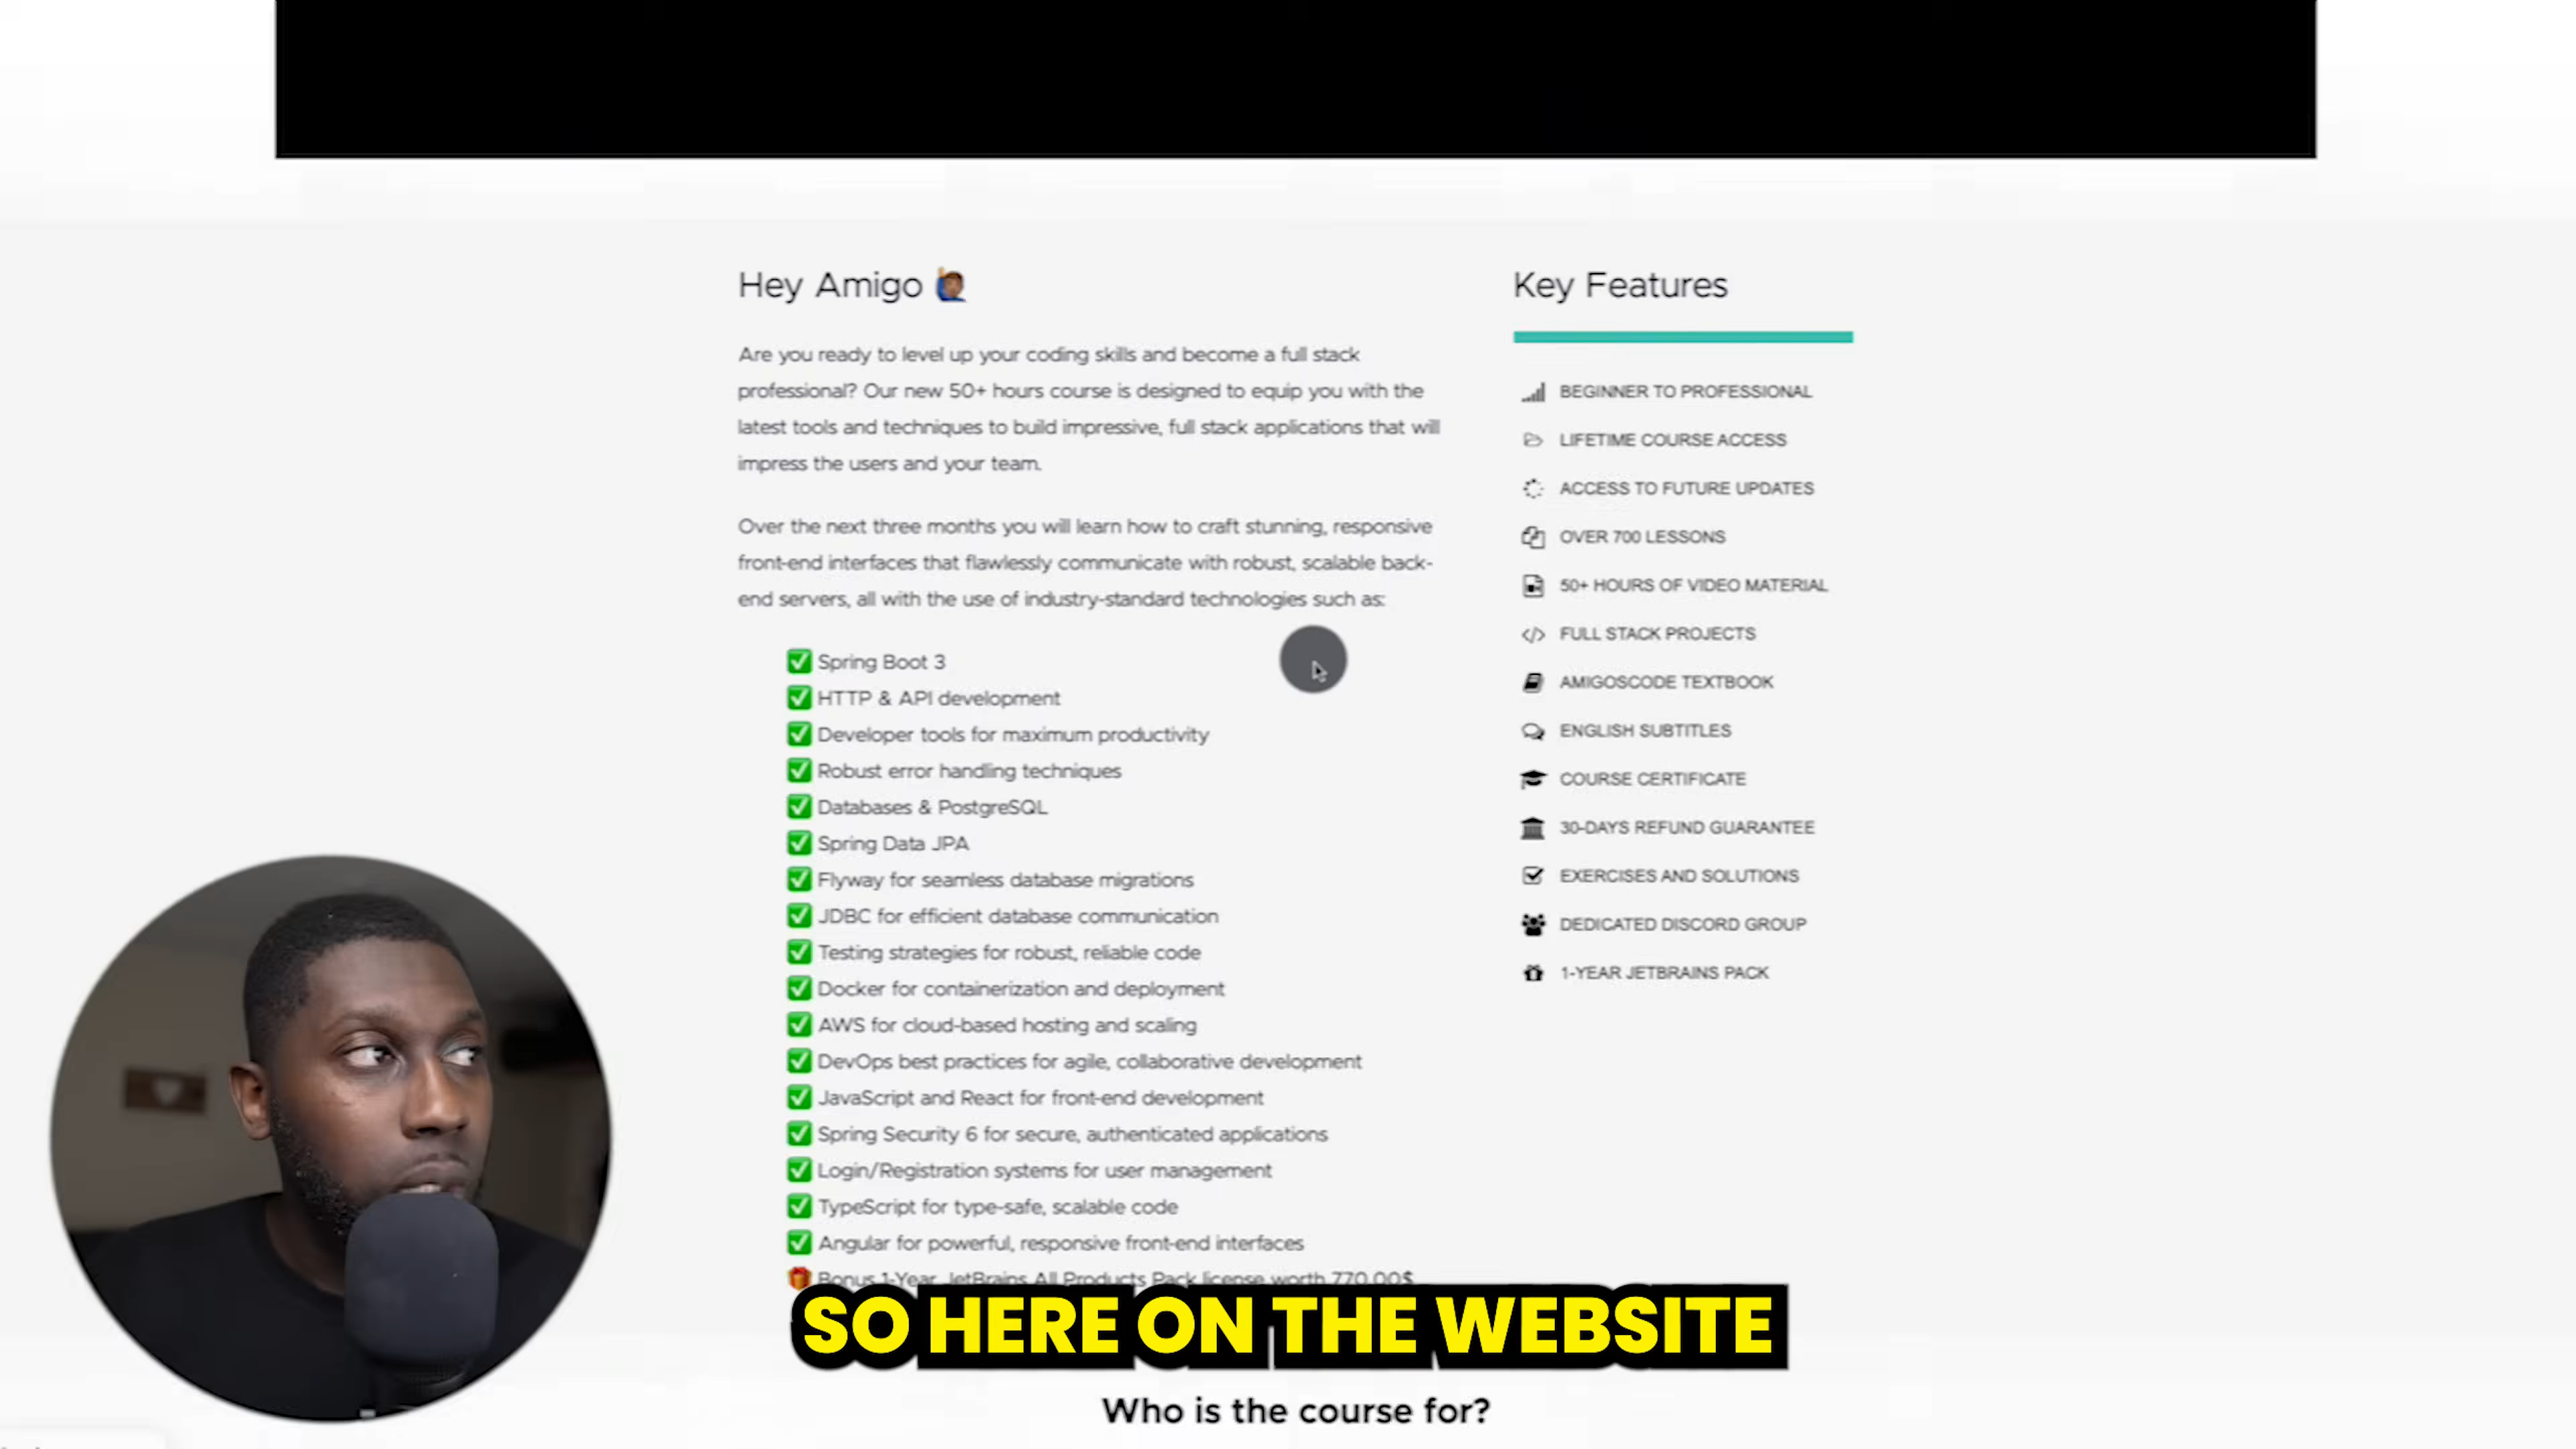 Hey Amigo
Are you ready to level up your coding skills and become a full stack
professional? Our new 50+ hours course is designed to equip you with the
latest tools and techniques to build impressive, full stack applications that will
impress the users and your team.
Over the next three months you will learn how to craft stunning, responsive
front-end interfaces that flawlessly communicate with robust, scalable back-
end servers, all with the use of industry-standard technologies such as:
Spring Boot 3
HTTP & API development
Developer tools for maximum productivity
Robust error handling techniques
Databases & PostgreSQL
Spring Data JPA
Flyway for seamless database migrations
JDBC for efficient database communication
Testing strategies for robust, reliable code
Docker for containerization and deployment
AWS for cloud-based hosting and scaling
DevOps best practices for agile, collaborative development
JavaScript and React for front-end development
Spring Security 6 for secure, authenticated applications
Login/Registration systems for user management
TypeScript for type-safe, scalable code
Angular for powerful, responsive front-end interfaces
Bonus 1-Year JetBrains All Products Pack license worth 770.00$
Key Features
BEGINNER TO PROFESSIONAL
LIFETIME COURSE ACCESS
ACCESS TO FUTURE UPDATES
OVER 700 LESSONS
50+ HOURS OF VIDEO MATERIAL
FULL STACK PROJECTS
AMIGOSCODE TEXTBOOK
ENGLISH SUBTITLES
COURSE CERTIFICATE
30-DAYS REFUND GUARANTEE
EXERCISES AND SOLUTIONS
DEDICATED DISCORD GROUP
1-YEAR JETBRAINS PACK
SO HERE ON THE WEBSITE
Who is the course for?